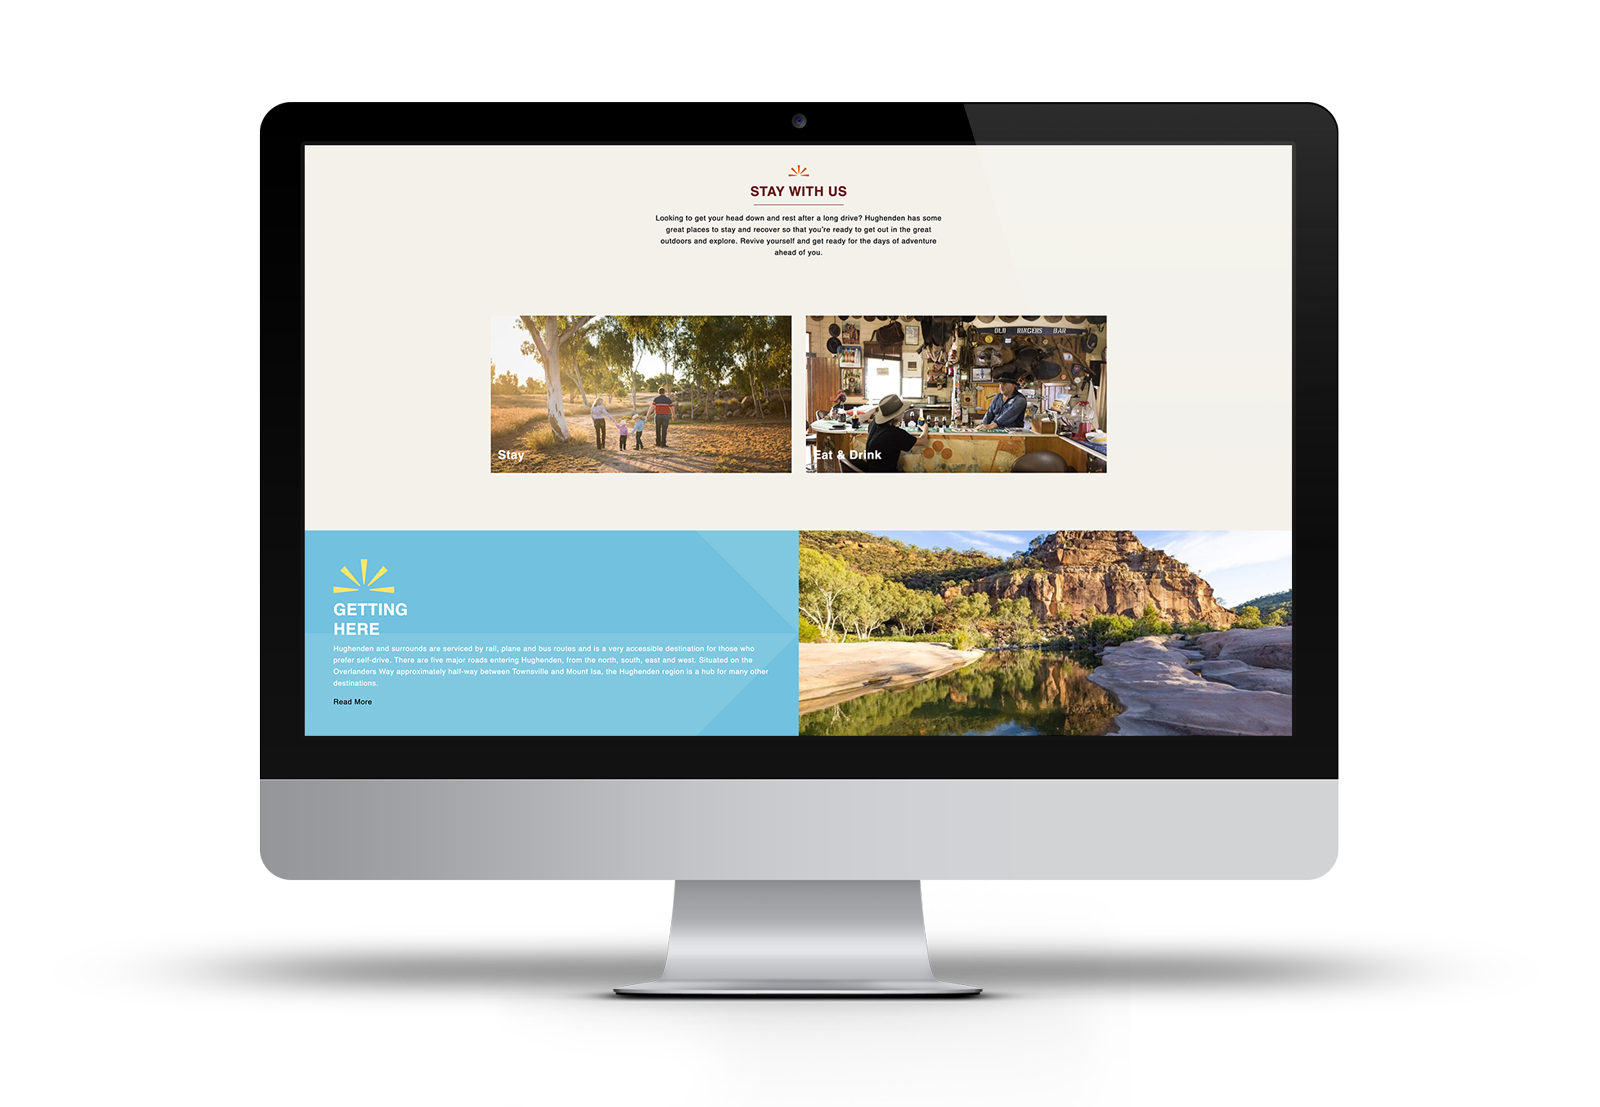 STAY WITH US
Looking to get your head down and rest after a long drive? Hughenden has some
great places to stay and recover so that you're ready to get out in the great
outdoors and explore. Revive yourself and get ready for the days of adventure
ahead of you.
OLD RINGERS BAR
Stay
Eat & Drink
GETTING
HERE
Hughenden and surrounds are serviced by rail, plane and bus routes and is a very accessible destination for those who
prefer self-drive. There are five major roads entering Hughenden, from the north, south, east and west. Situated on the
Overlanders Way approximately half-way between Townsville and Mount Isa, the Hughenden region is a hub for many other
destinations.
Read More